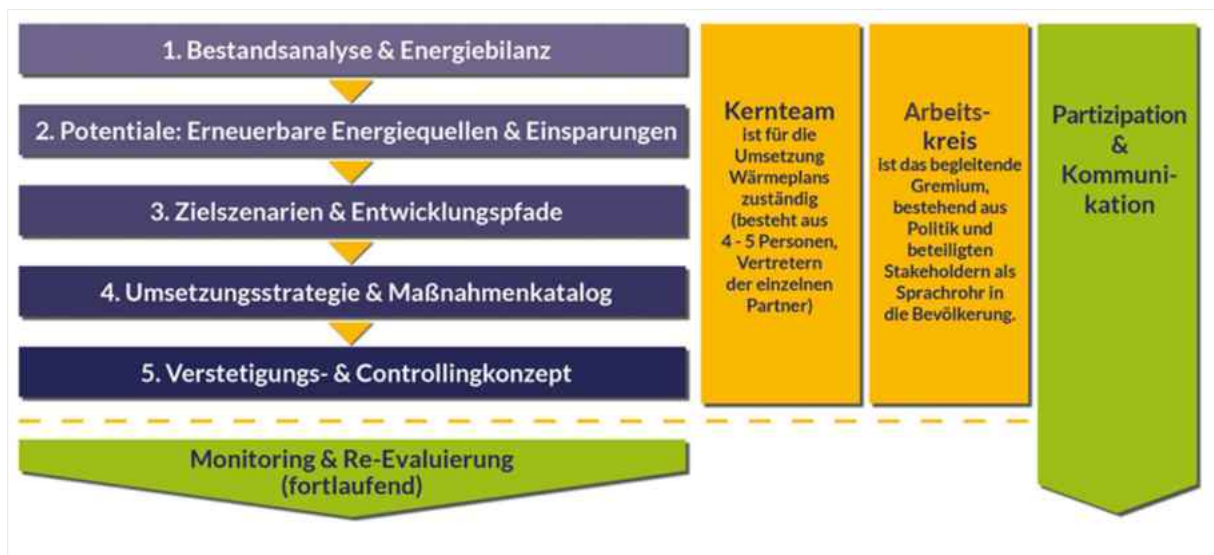 1. Bestandsanalyse & Energiebilanz
2. Potentiale: Erneuerbare Energiequellen & Einsparungen
3. Zielszenarien & Entwicklungspfade
4. Umsetzungsstrategie & Maßnahmenkatalog
5. Verstetigungs- & Controllingkonzept
Monitoring & Re-Evaluierung
(fortlaufend)
Kernteam
ist für die
Umsetzung
Wärmeplans
zuständig
(besteht aus
4 - 5 Personen,
Vertretern
der einzelnen
Partner)
Arbeits-
kreis
ist das begleitende
Gremium,
bestehend aus
Politik und
beteiligten
Stakeholdern als
Sprachrohr in
die Bevölkerung.
Partizipation
&
Kommuni-
kation